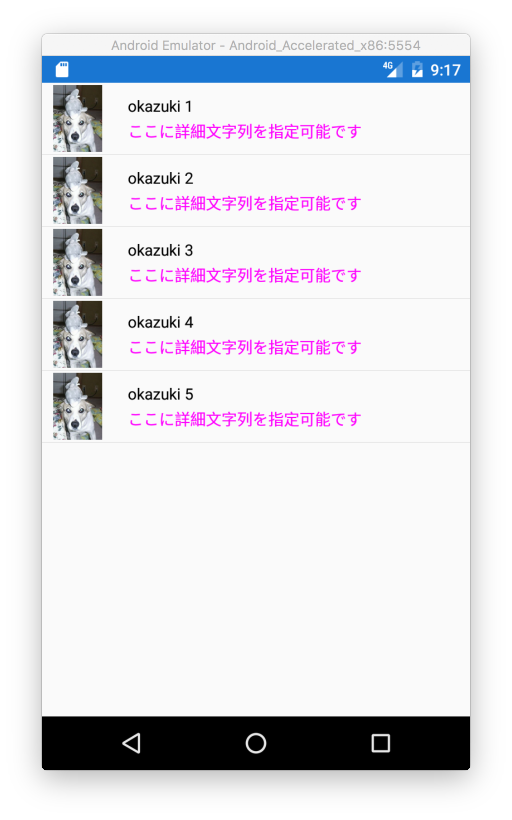 Android Emulator - Android_Accelerated_x86:5554
4G 9:17
okazuki 1
ここに詳細文字列を指定可能です
okazuki 2
ここに詳細文字列を指定可能です
okazuki 3
ここに詳細文字列を指定可能です
okazuki 4
ここに詳細文字列を指定可能です
okazuki 5
ここに詳細文字列を指定可能です